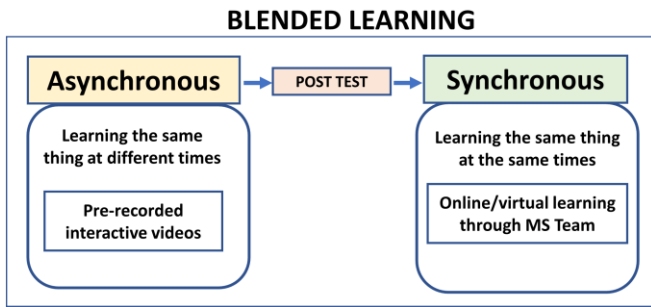 BLENDED LEARNING
Asynchronous
POST TEST
Synchronous
Learning the same
thing at different times
Pre-recorded
interactive videos
Learning the same thing
at the same times
Online/virtual learning
through MS Team